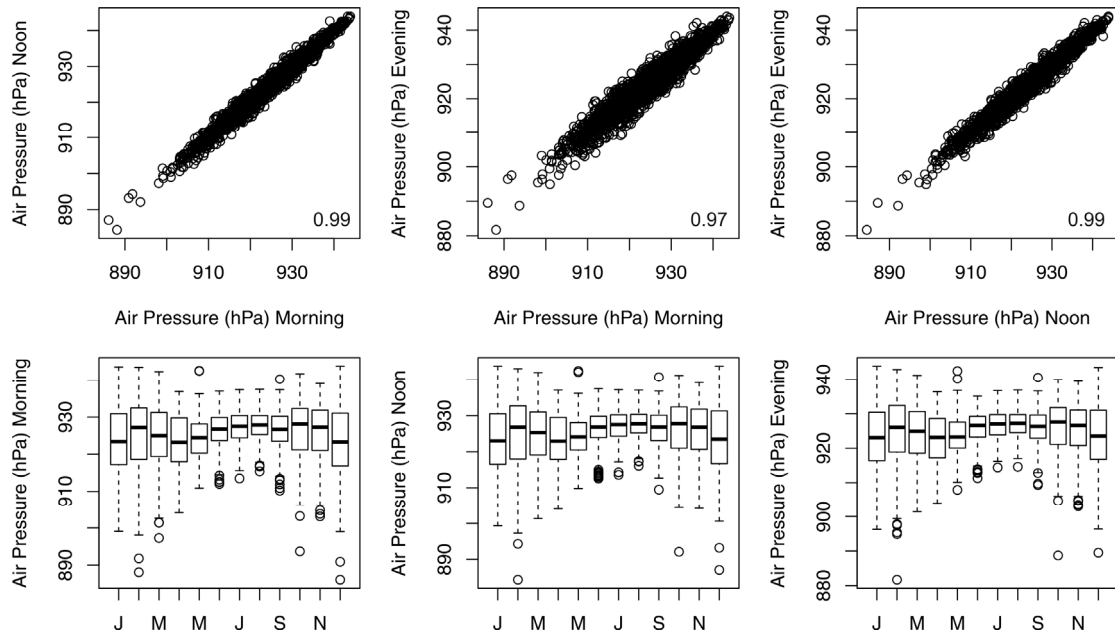 Air Pressure (hPa) Noon
930
910
890
0.99
890
910
930
Air Pressure (hPa) Morning
Air Pressure (hPa) Evening
940
920
900
880
0.97
890
910
930
Air Pressure (hPa) Morning
Air Pressure (hPa) Evening
940
920
900
880
0.99
890
910
930
Air Pressure (hPa) Noon
Air Pressure (hPa) Morning
930
910
890
J
M
M
J
S
N
Air Pressure (hPa) Noon
930
910
890
J
M
M
J
S
N
Air Pressure (hPa) Evening
940
920
900
880
J
M
M
J
S
N